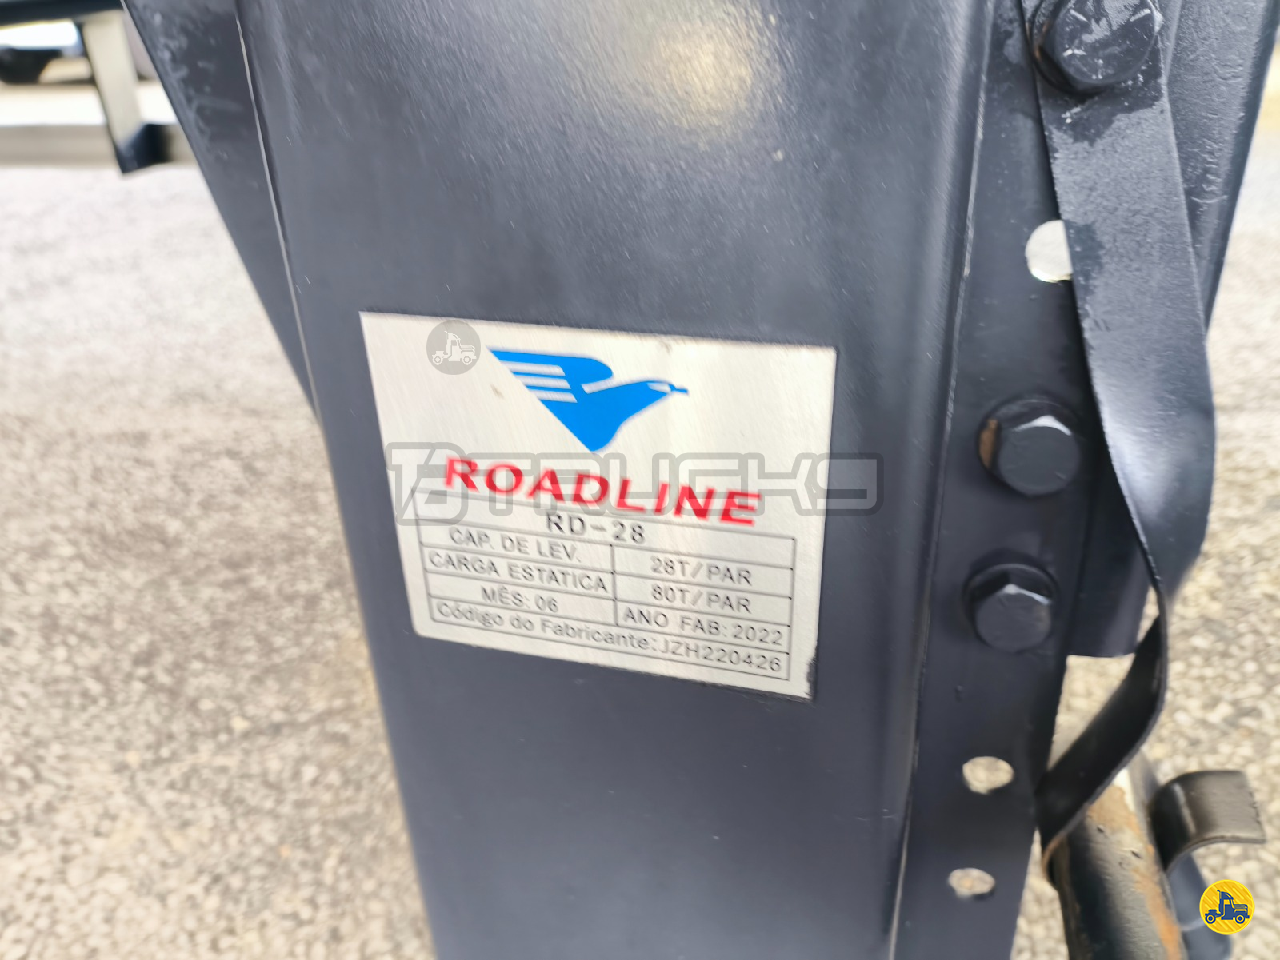 ROADLINE
TRUCKS
RD-28
CAP. DE LEV. 28T/PAR
CARGA ESTATICA 80T/PAR
MÊS: 06 ANO FAB: 2022
Código do Fabricante: JZH220426